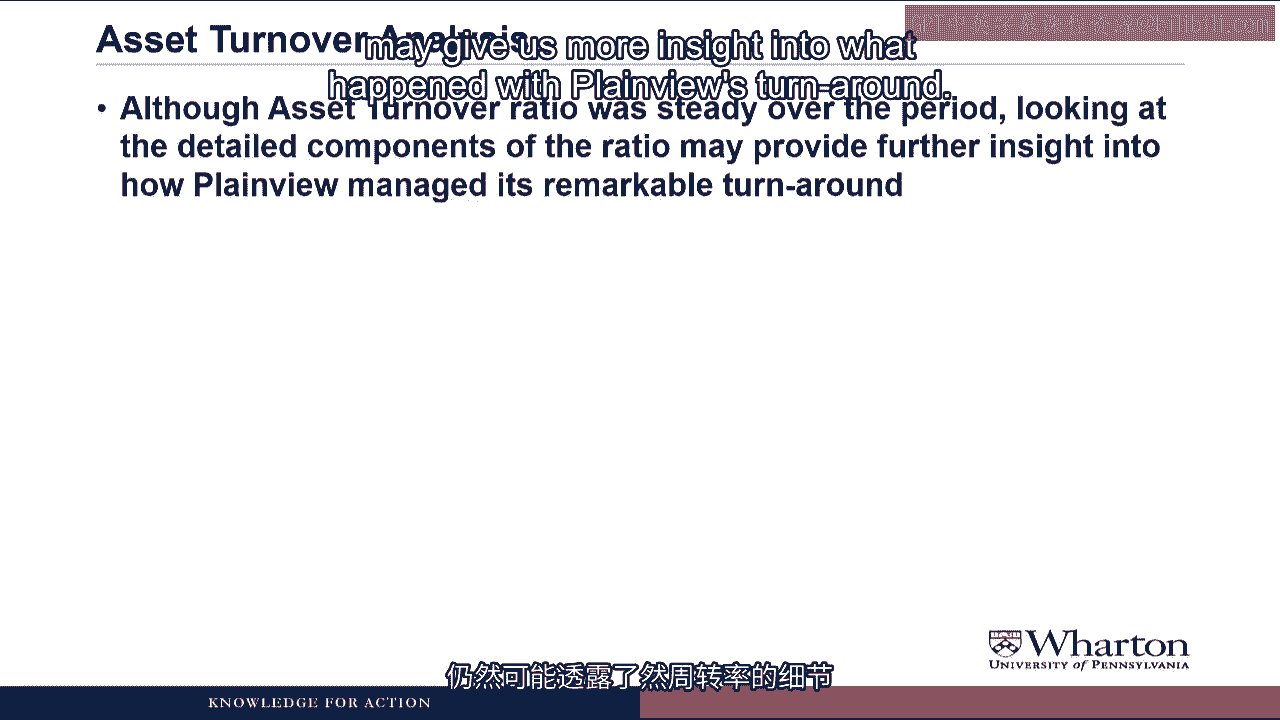 Asset Turnover Analysis
may give us more insight into what
happened with Plainview's turn-around.
• Although Asset Turnover ratio was steady over the period, looking at
the detailed components of the ratio may provide further insight into
how Plainview managed its remarkable turn-around
Wharton
UNIVERSITY of PENNSYLVANIA
仍然可能透露了然周转率的细节
KNOWLEDGE FOR ACTION